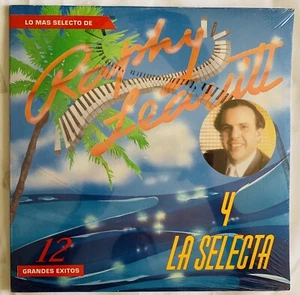 LO MAS SELECTO DE
Raphy
Leavitt
Y
LA SELECTA
12
GRANDES EXITOS